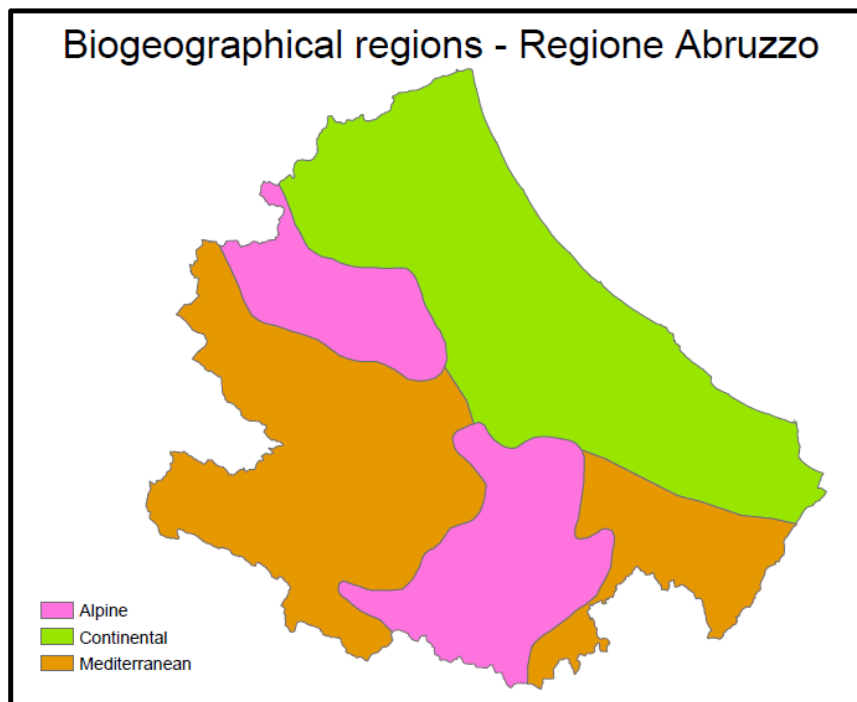 Biogeographical regions - Regione Abruzzo
Alpine
Continental
Mediterranean